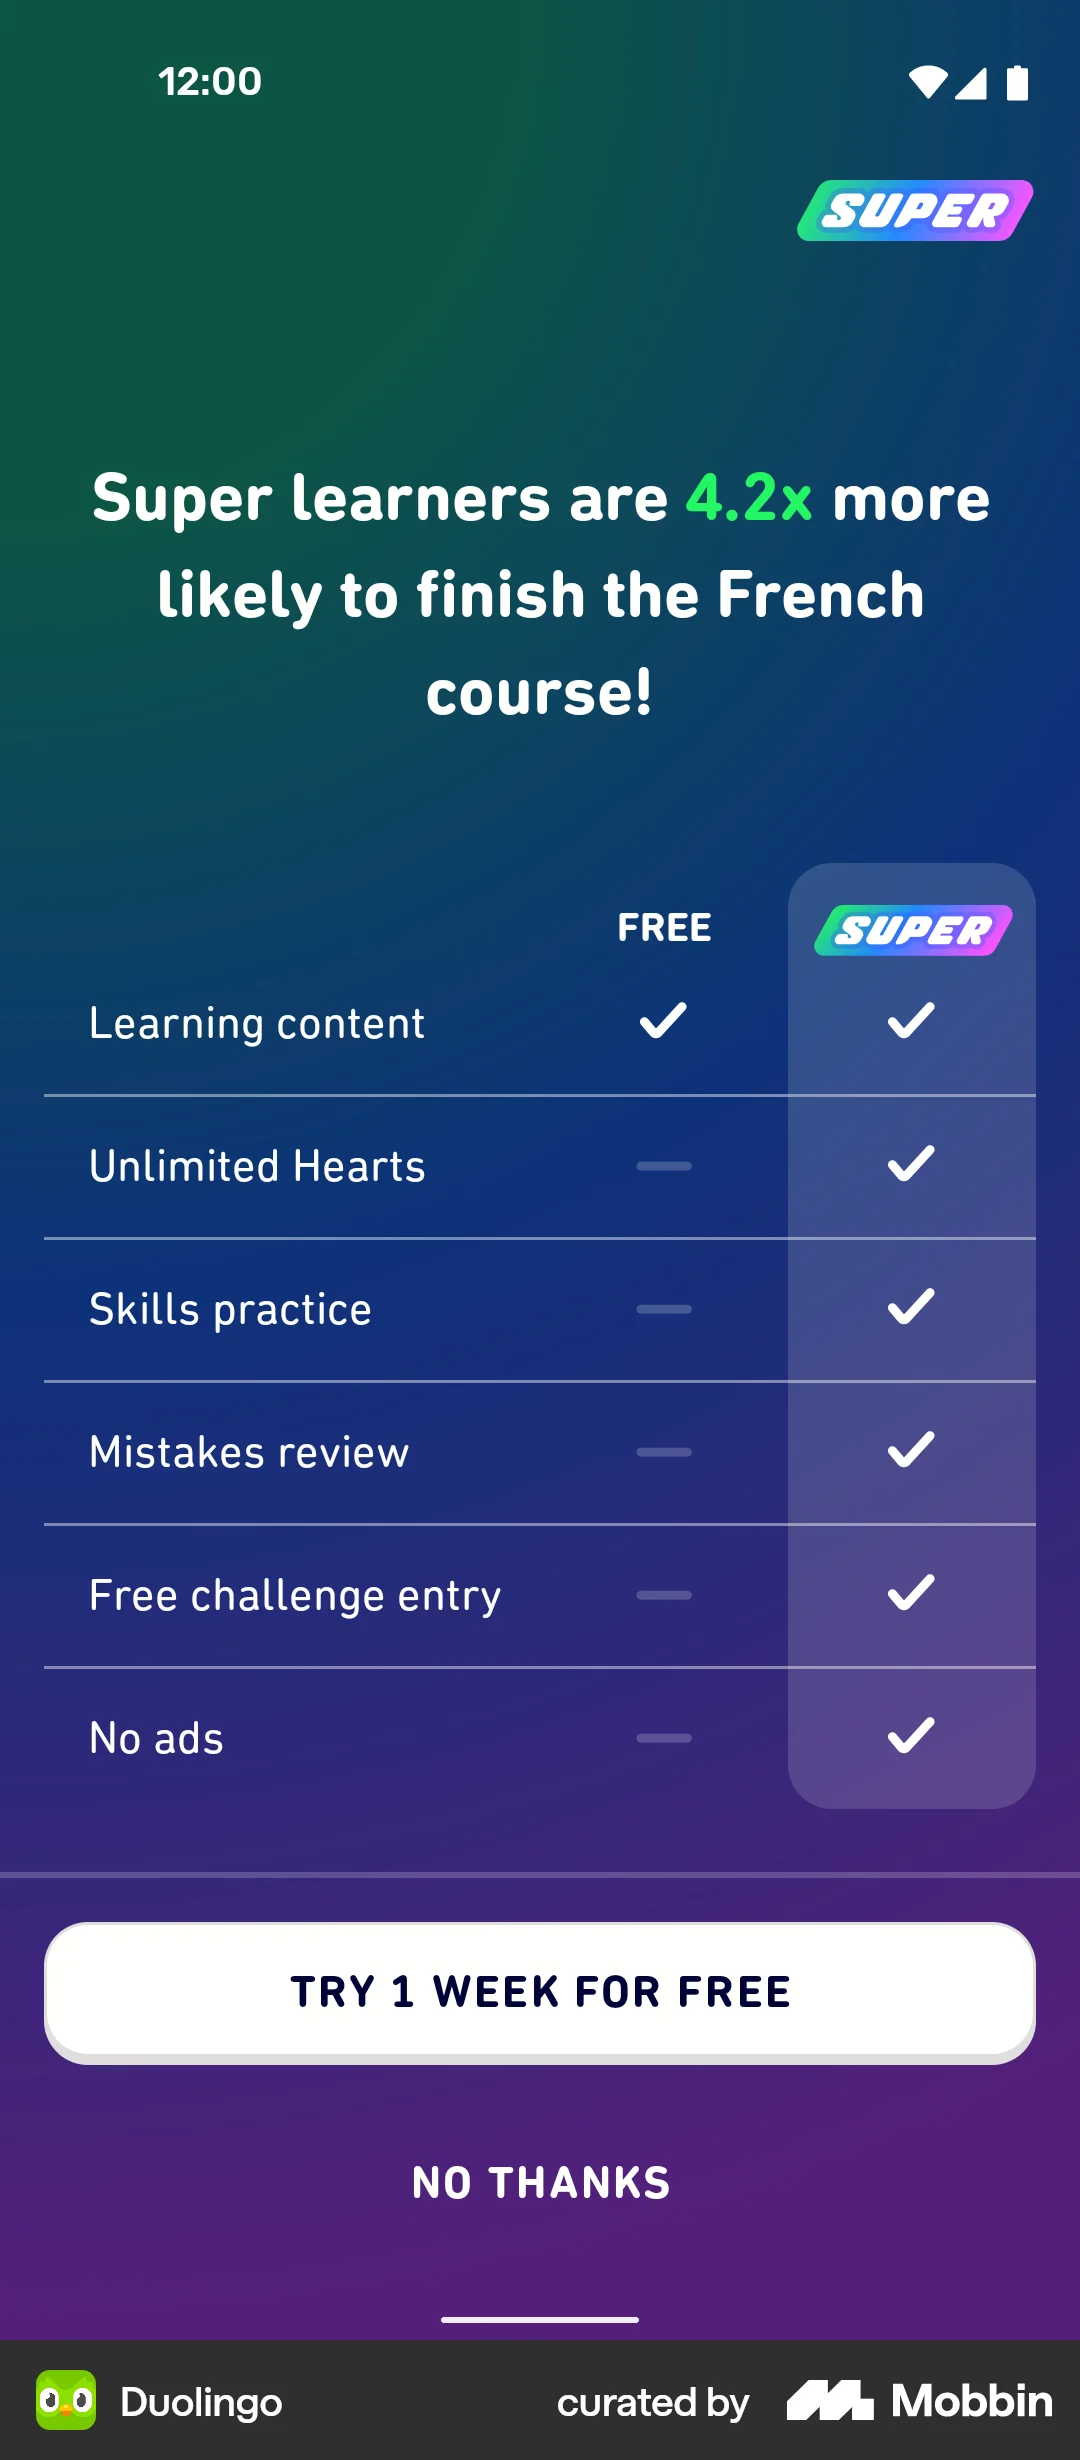 12:00
SUPER
Super learners are 4.2x more
likely to finish the French
course!
FREE SUPER
Learning content
Unlimited Hearts
Skills practice
Mistakes review
Free challenge entry
No ads
TRY 1 WEEK FOR FREE
NO THANKS
Duolingo curated by Mobbin